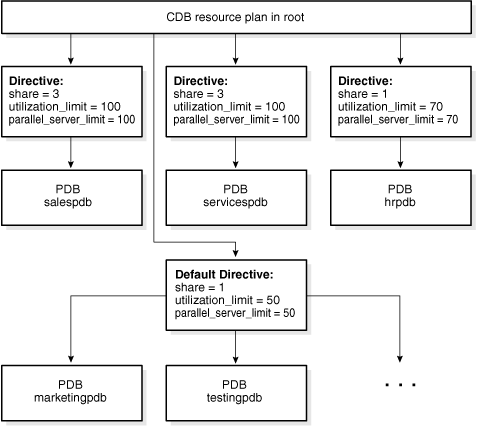 CDB resource plan in root
Directive:
share = 3
utilization_limit = 100
parallel_server_limit = 100
Directive:
share = 3
utilization_limit = 100
parallel_server_limit = 100
Directive:
share = 1
utilization_limit = 70
parallel_server_limit = 70
PDB
salespdb
PDB
servicespdb
PDB
hrpdb
Default Directive:
share = 1
utilization_limit = 50
parallel_server_limit = 50
PDB
marketingpdb
PDB
testingpdb
. . .